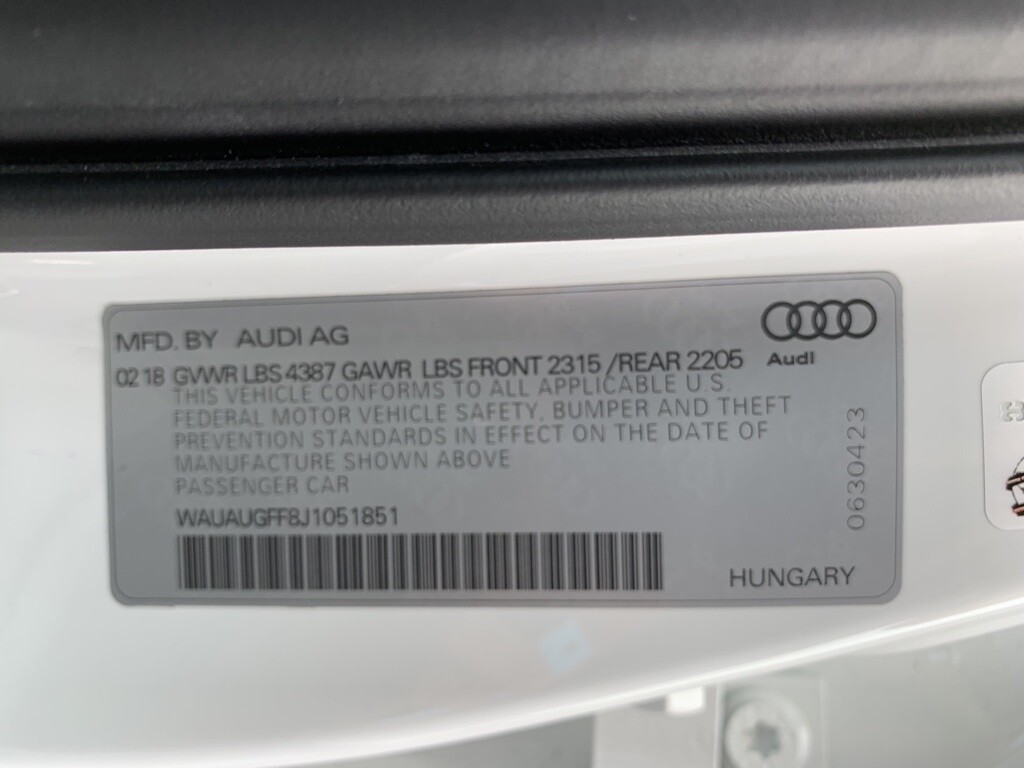 MFD. BY AUDI AG
Audi
02 18 GVWR LBS 4387 GAWR LBS FRONT 2315 /REAR 2205
THIS VEHICLE CONFORMS TO ALL APPLICABLE U.S.
FEDERAL MOTOR VEHICLE SAFETY, BUMPER AND THEFT
PREVENTION STANDARDS IN EFFECT ON THE DATE OF
MANUFACTURE SHOWN ABOVE
PASSENGER CAR
WAUAUGFF8J1051851
0630423
HUNGARY